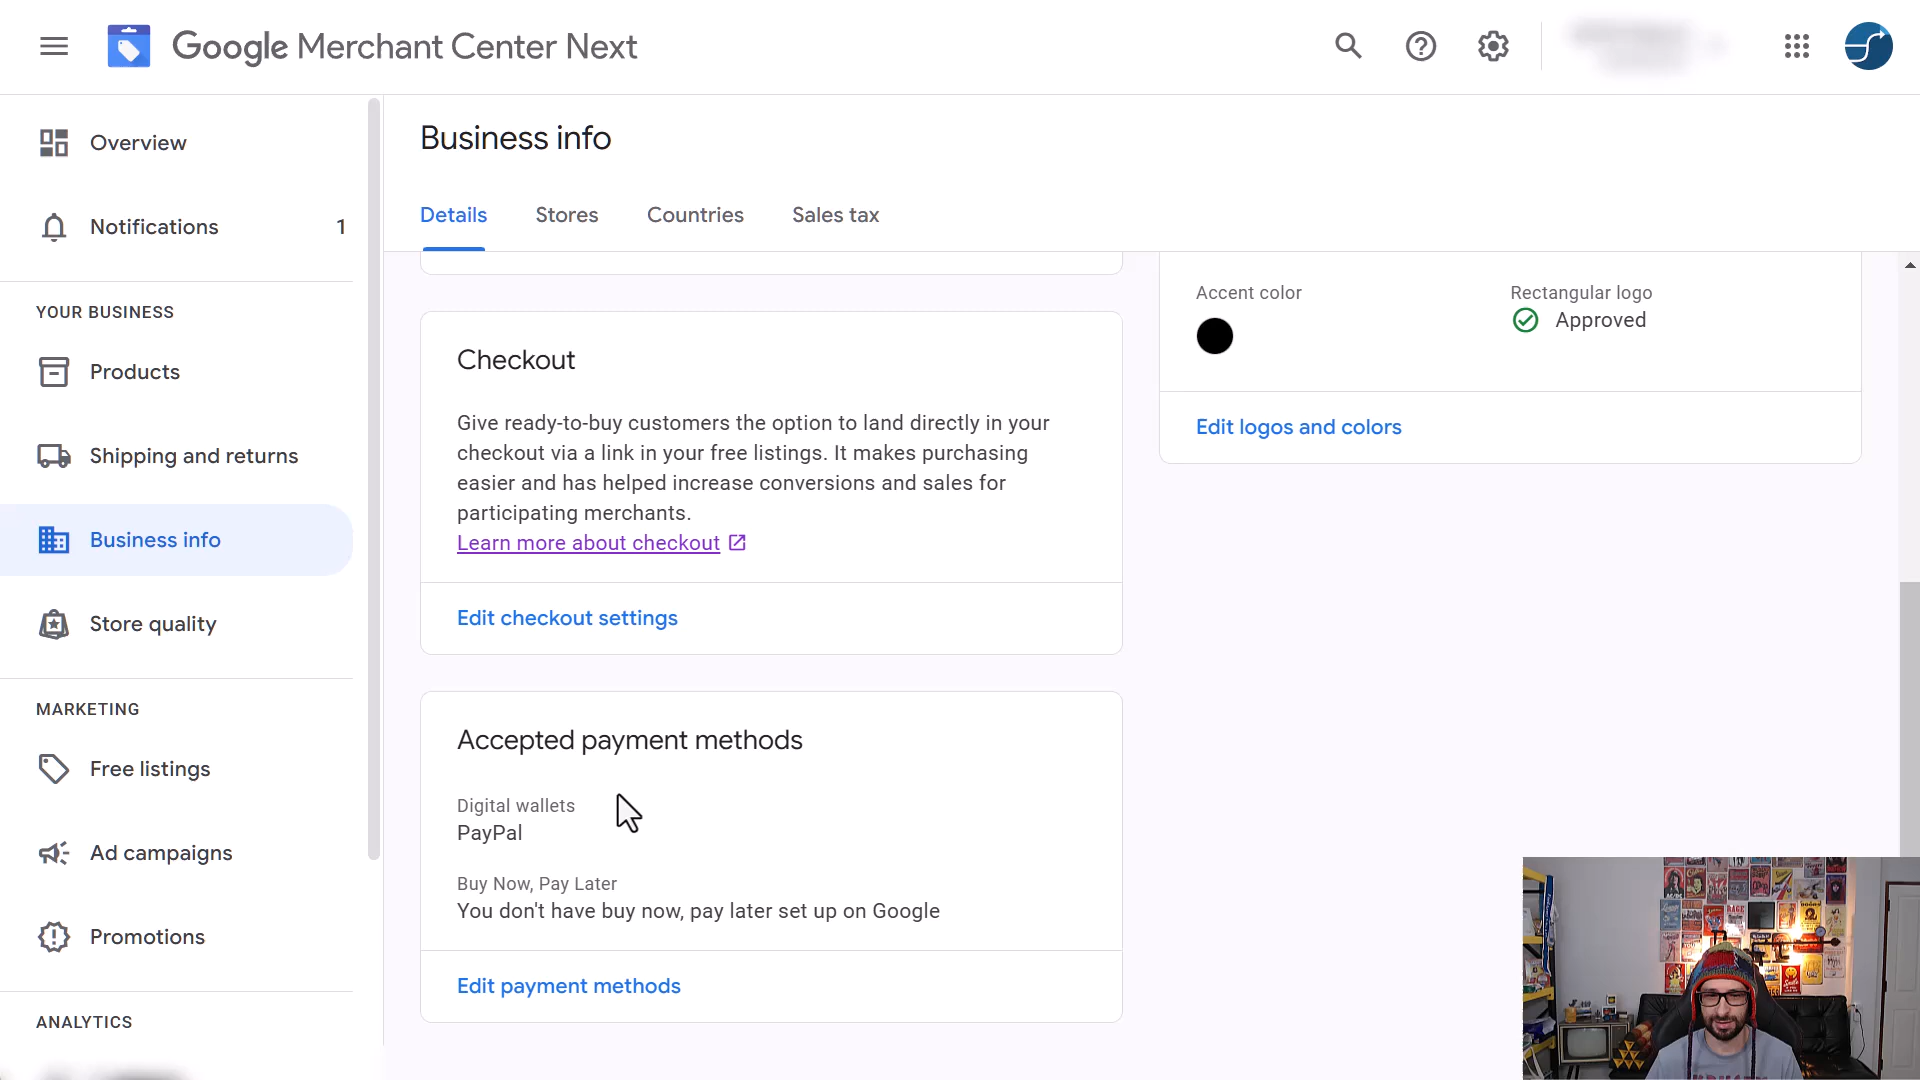 Google Merchant Center Next
Overview
Notifications 1
YOUR BUSINESS
Products
Shipping and returns
Business info
Store quality
MARKETING
Free listings
Ad campaigns
Promotions
ANALYTICS
Business info
Details Stores Countries Sales tax
Checkout
Give ready-to-buy customers the option to land directly in your
checkout via a link in your free listings. It makes purchasing
easier and has helped increase conversions and sales for
participating merchants.
Learn more about checkout
Edit checkout settings
Accepted payment methods
Digital wallets
PayPal
Buy Now, Pay Later
You don't have buy now, pay later set up on Google
Edit payment methods
Accent color
Rectangular logo
Approved
Edit logos and colors